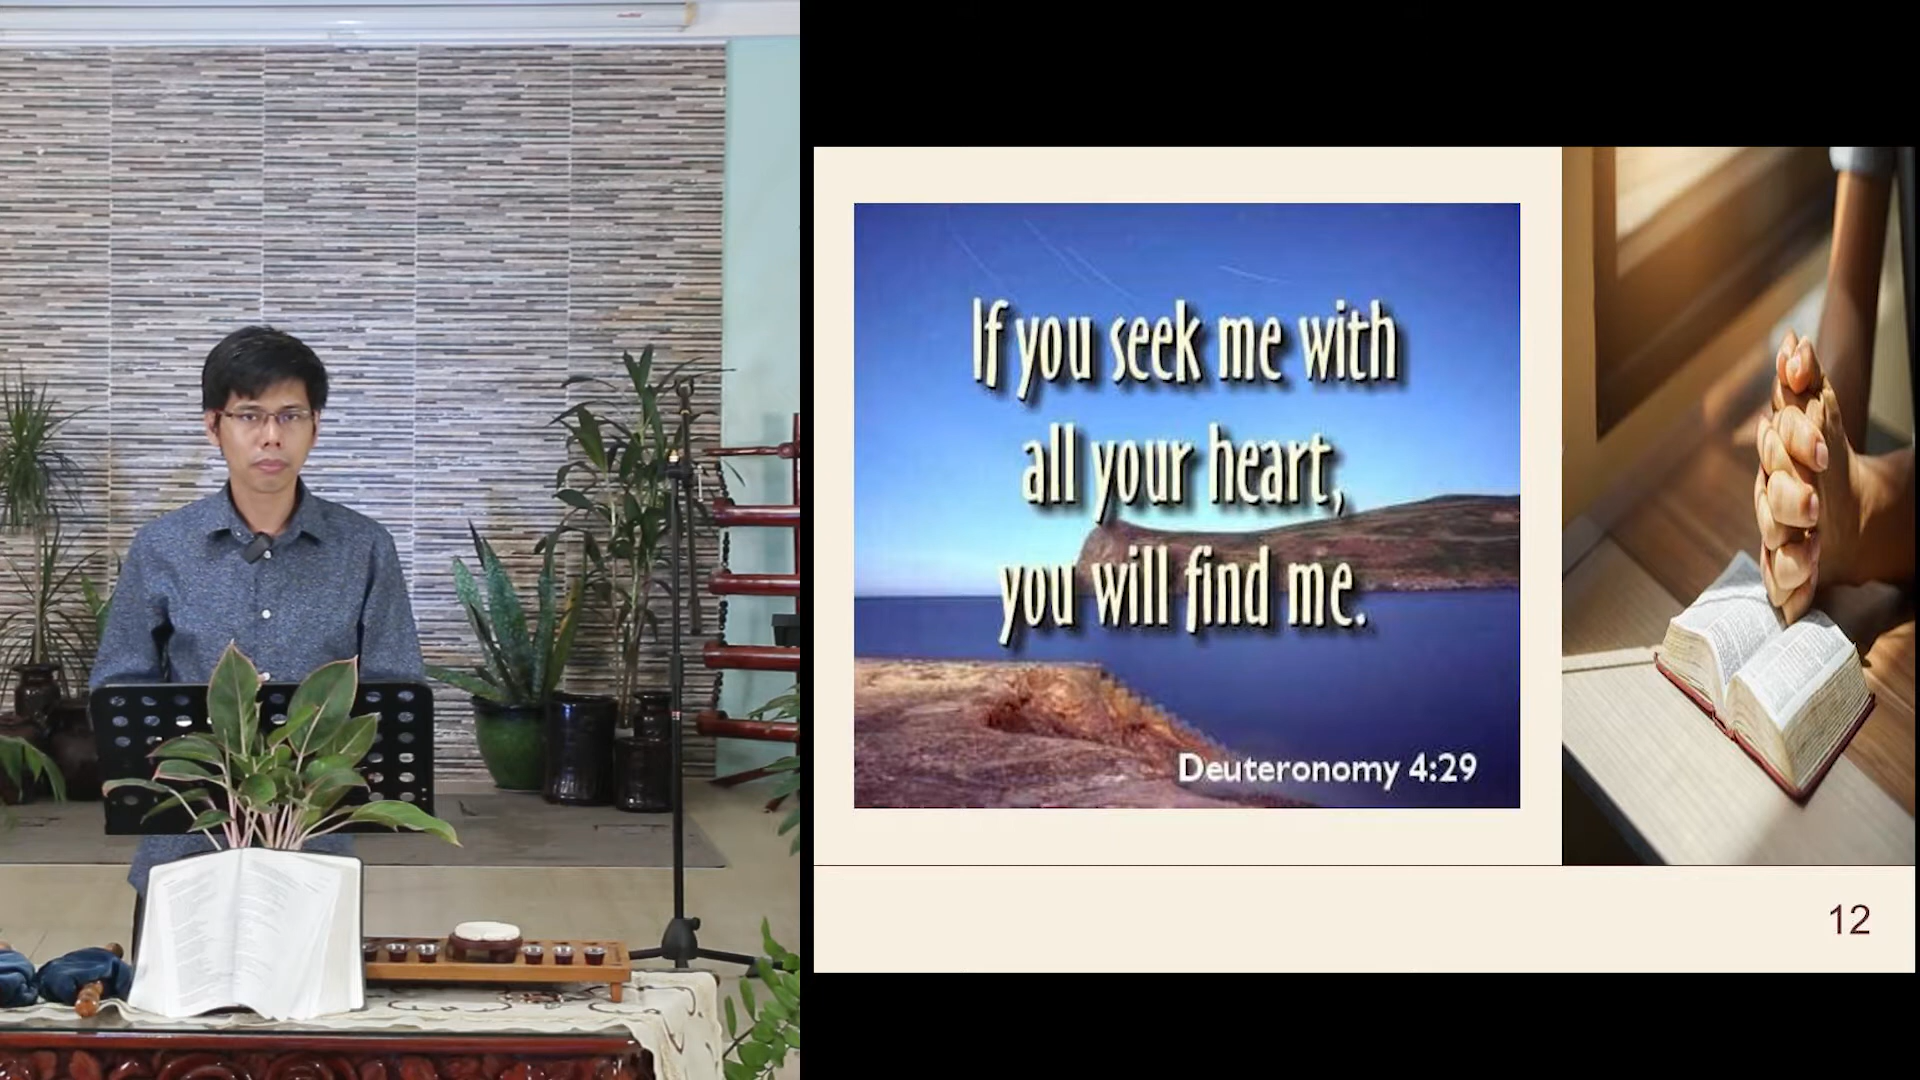 If you seek me with
all your heart,
you will find me.
Deuteronomy 4:29
12